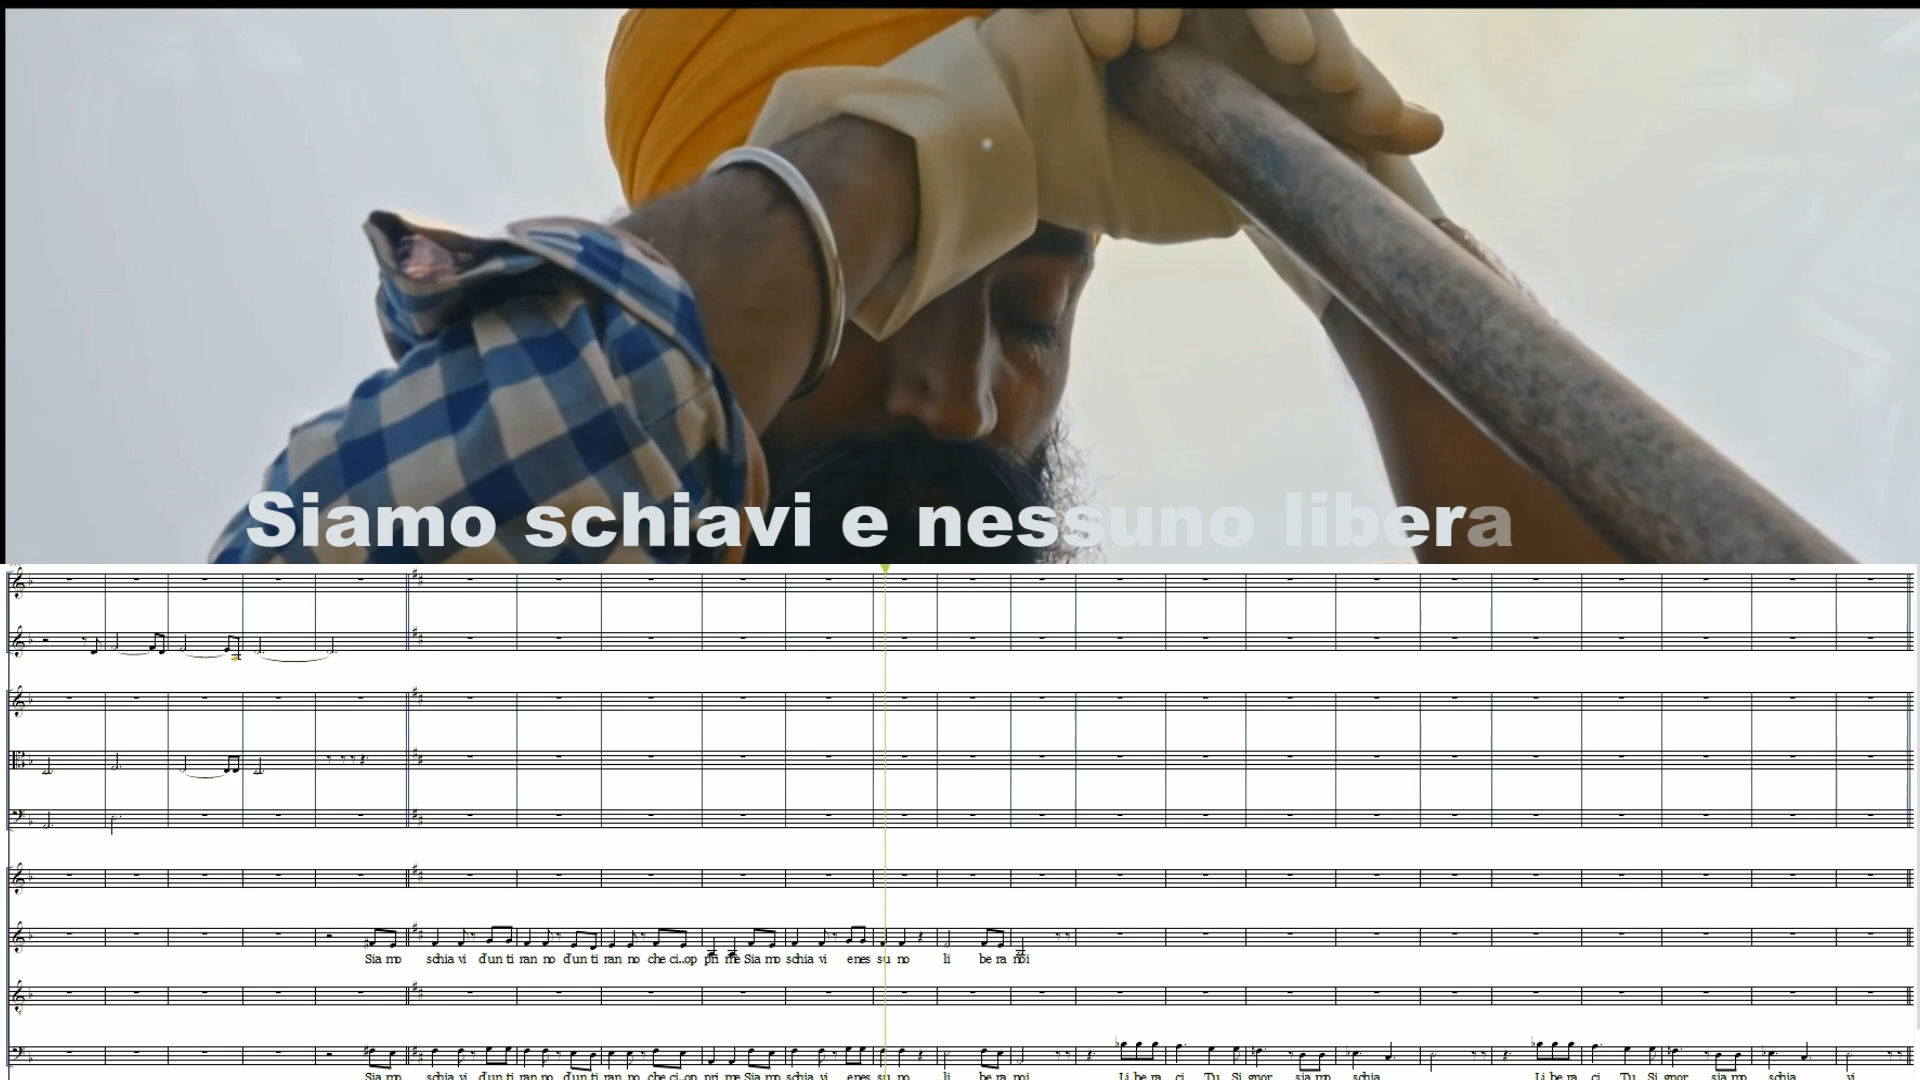 Siamo schiavi e nessuno libera
Sia mo schia vi d'un ti ran no d'un ti ran no che ci..op pri me Sia mo schia vi enes su no li be ra noi
Sia mo schia vi d'un ti ran no d'un ti ran no che ci..op pri me Sia mo schia vi enes su no li be ra noi Li be ra ci Tu Si gnor sia mo schia Li be ra ci Tu Si gnor sia mo schia vi